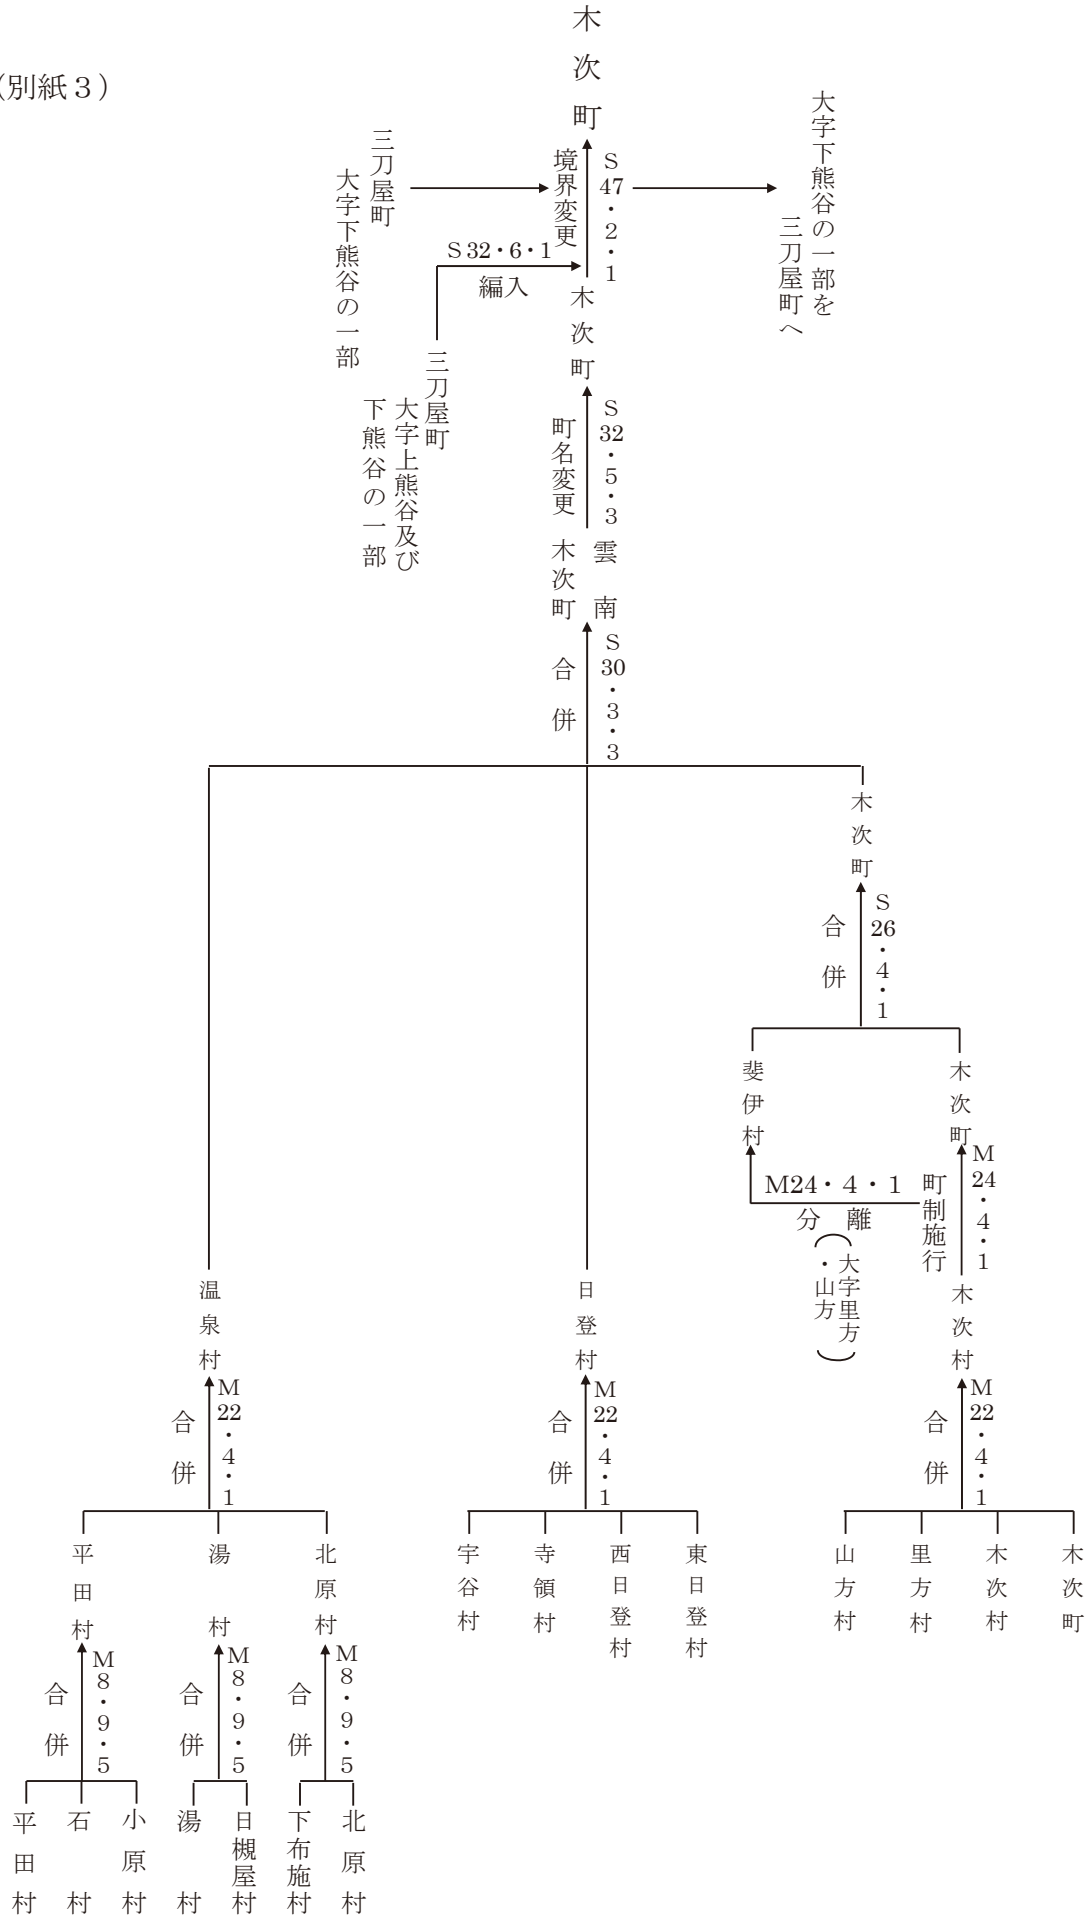 （別紙３）
木次町
境界変更
Ｓ47・２・１
三刀屋町
大字下熊谷の一部
大字下熊谷の一部を
三刀屋町へ
Ｓ32・６・１
編入
三刀屋町
大字上熊谷及び
下熊谷の一部
木次町
町名変更
Ｓ32・５・３
雲南
木次町
合併
Ｓ30・３・３
木次町
合併
Ｓ26・４・１
斐伊村
木次町
Ｍ24・４・１
分離
（大字里方
・山方）
町制施行
Ｍ24・４・１
温泉村
日登村
木次村
合併
Ｍ22・４・１
合併
Ｍ22・４・１
合併
Ｍ22・４・１
平田村
湯村
北原村
宇谷村
寺領村
西日登村
東日登村
山方村
里方村
木次村
木次町
合併
Ｍ８・９・５
合併
Ｍ８・９・５
合併
Ｍ８・９・５
平田村
石村
小原村
湯村
日槻屋村
下布施村
北原村